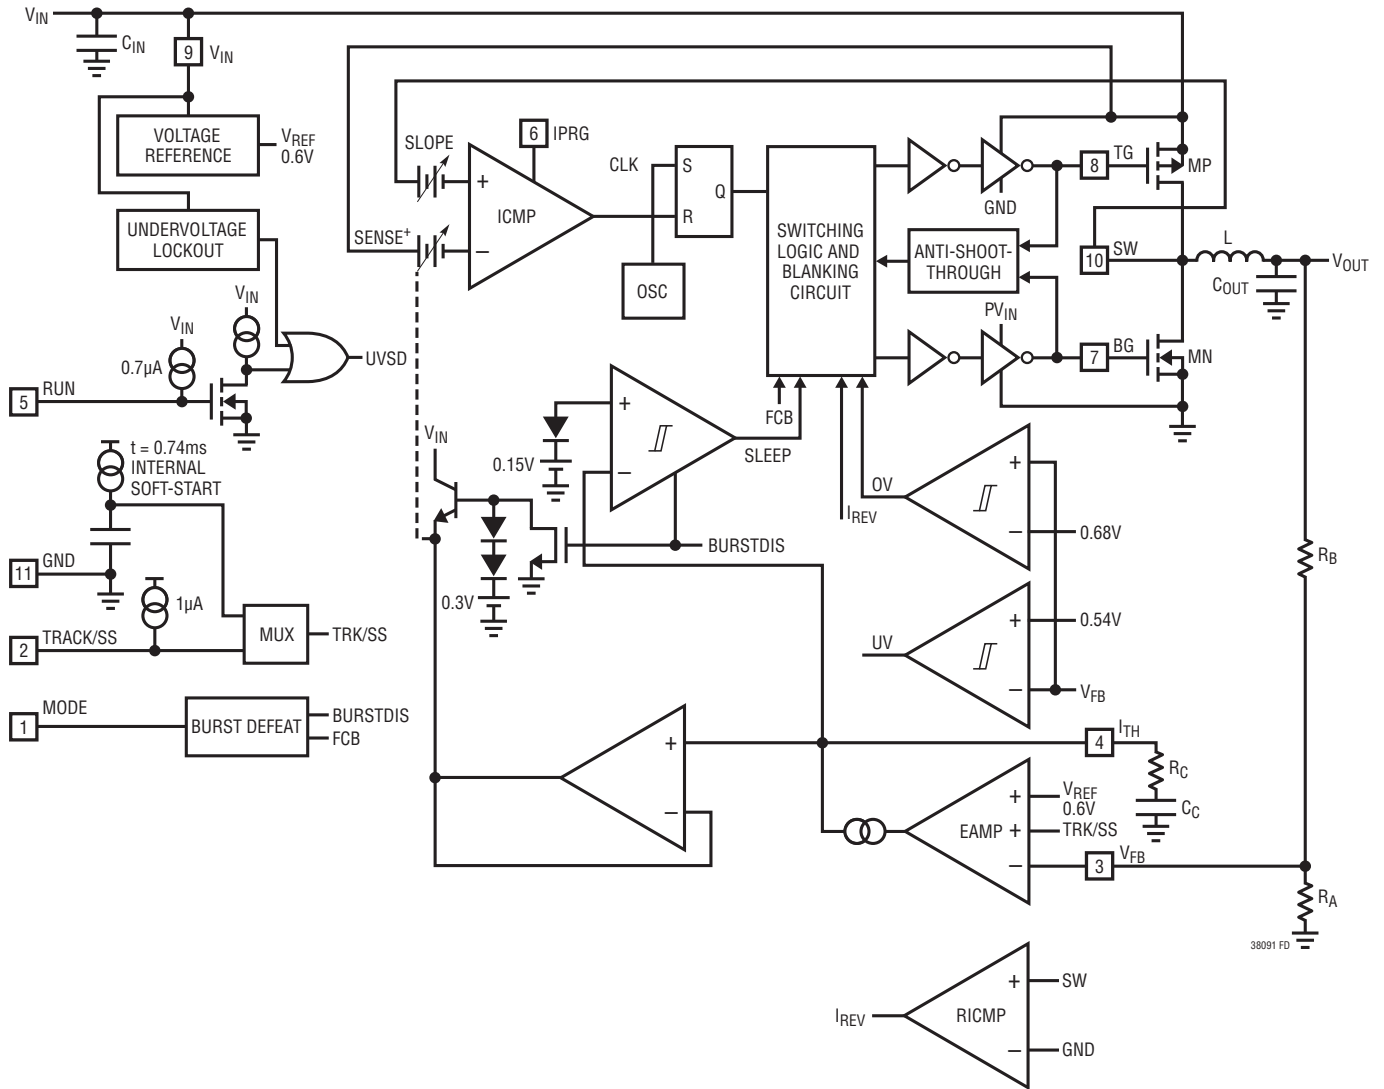 VIN
CIN
9
VIN
VOLTAGE
REFERENCE
VREF
0.6V
UNDERVOLTAGE
LOCKOUT
VIN
VIN
0.7µA
UVSD
5
RUN
t = 0.74ms
INTERNAL
SOFT-START
11
GND
1µA
2
TRACK/SS
MUX
TRK/SS
1
MODE
BURST DEFEAT
BURSTDIS
FCB
SLOPE
SENSE+
+
–
ICMP
6
IPRG
CLK
S
R
Q
OSC
SWITCHING
LOGIC AND
BLANKING
CIRCUIT
GND
ANTI-SHOOT-
THROUGH
PVIN
8
TG
MP
10
SW
L
VOUT
COUT
7
BG
MN
FCB
IREV
OV
+
–
0.15V
SLEEP
VIN
0.3V
BURSTDIS
+
–
0.68V
UV
+
–
0.54V
VFB
RB
+
–
4
ITH
RC
CC
EAMP
+
+
–
VREF
0.6V
TRK/SS
3
VFB
RA
38091 FD
IREV
RICMP
+
–
SW
GND